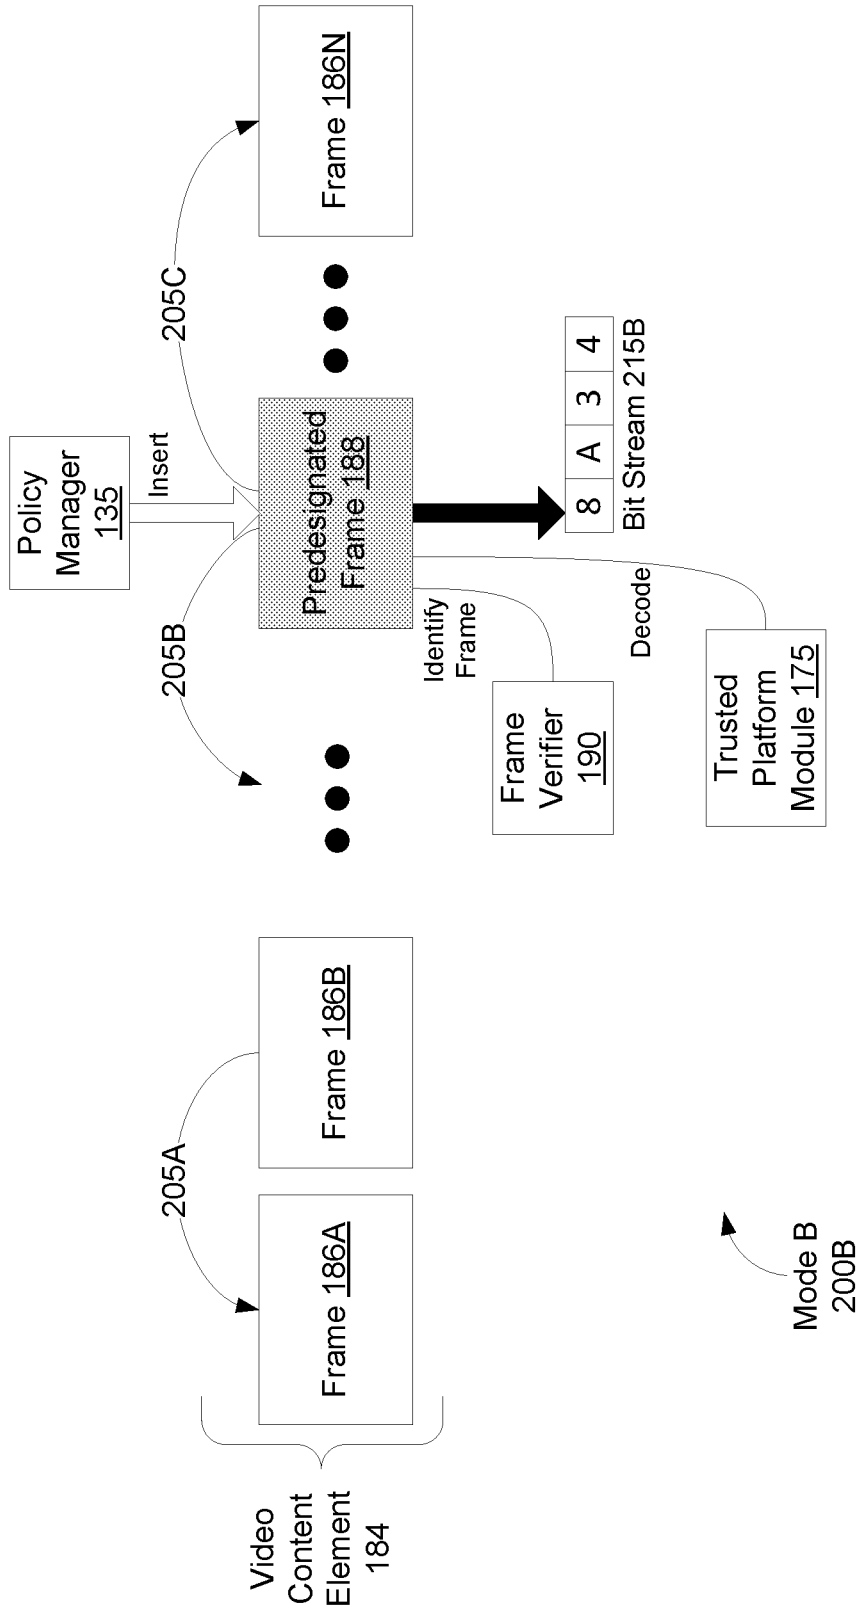 Policy
Manager
135
Insert
205A
205B
205C
Video
Content
Element
184
Frame 186A
Frame 186B
Predesignated
Frame 188
Frame 186N
Identify
Frame
Frame
Verifier
190
Decode
8 A 3 4
Bit Stream 215B
Trusted
Platform
Module 175
Mode B
200B